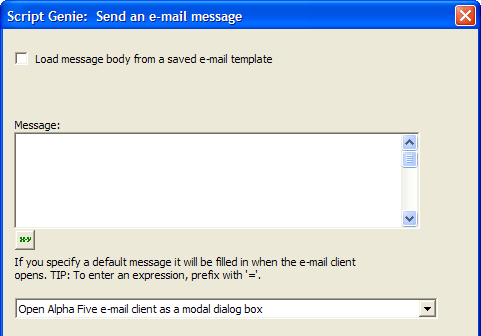 Script Genie: Send an e-mail message
Load message body from a saved e-mail template
Message:
If you specify a default message it will be filled in when the e-mail client
opens. TIP: To enter an expression, prefix with '='.
Open Alpha Five e-mail client as a modal dialog box